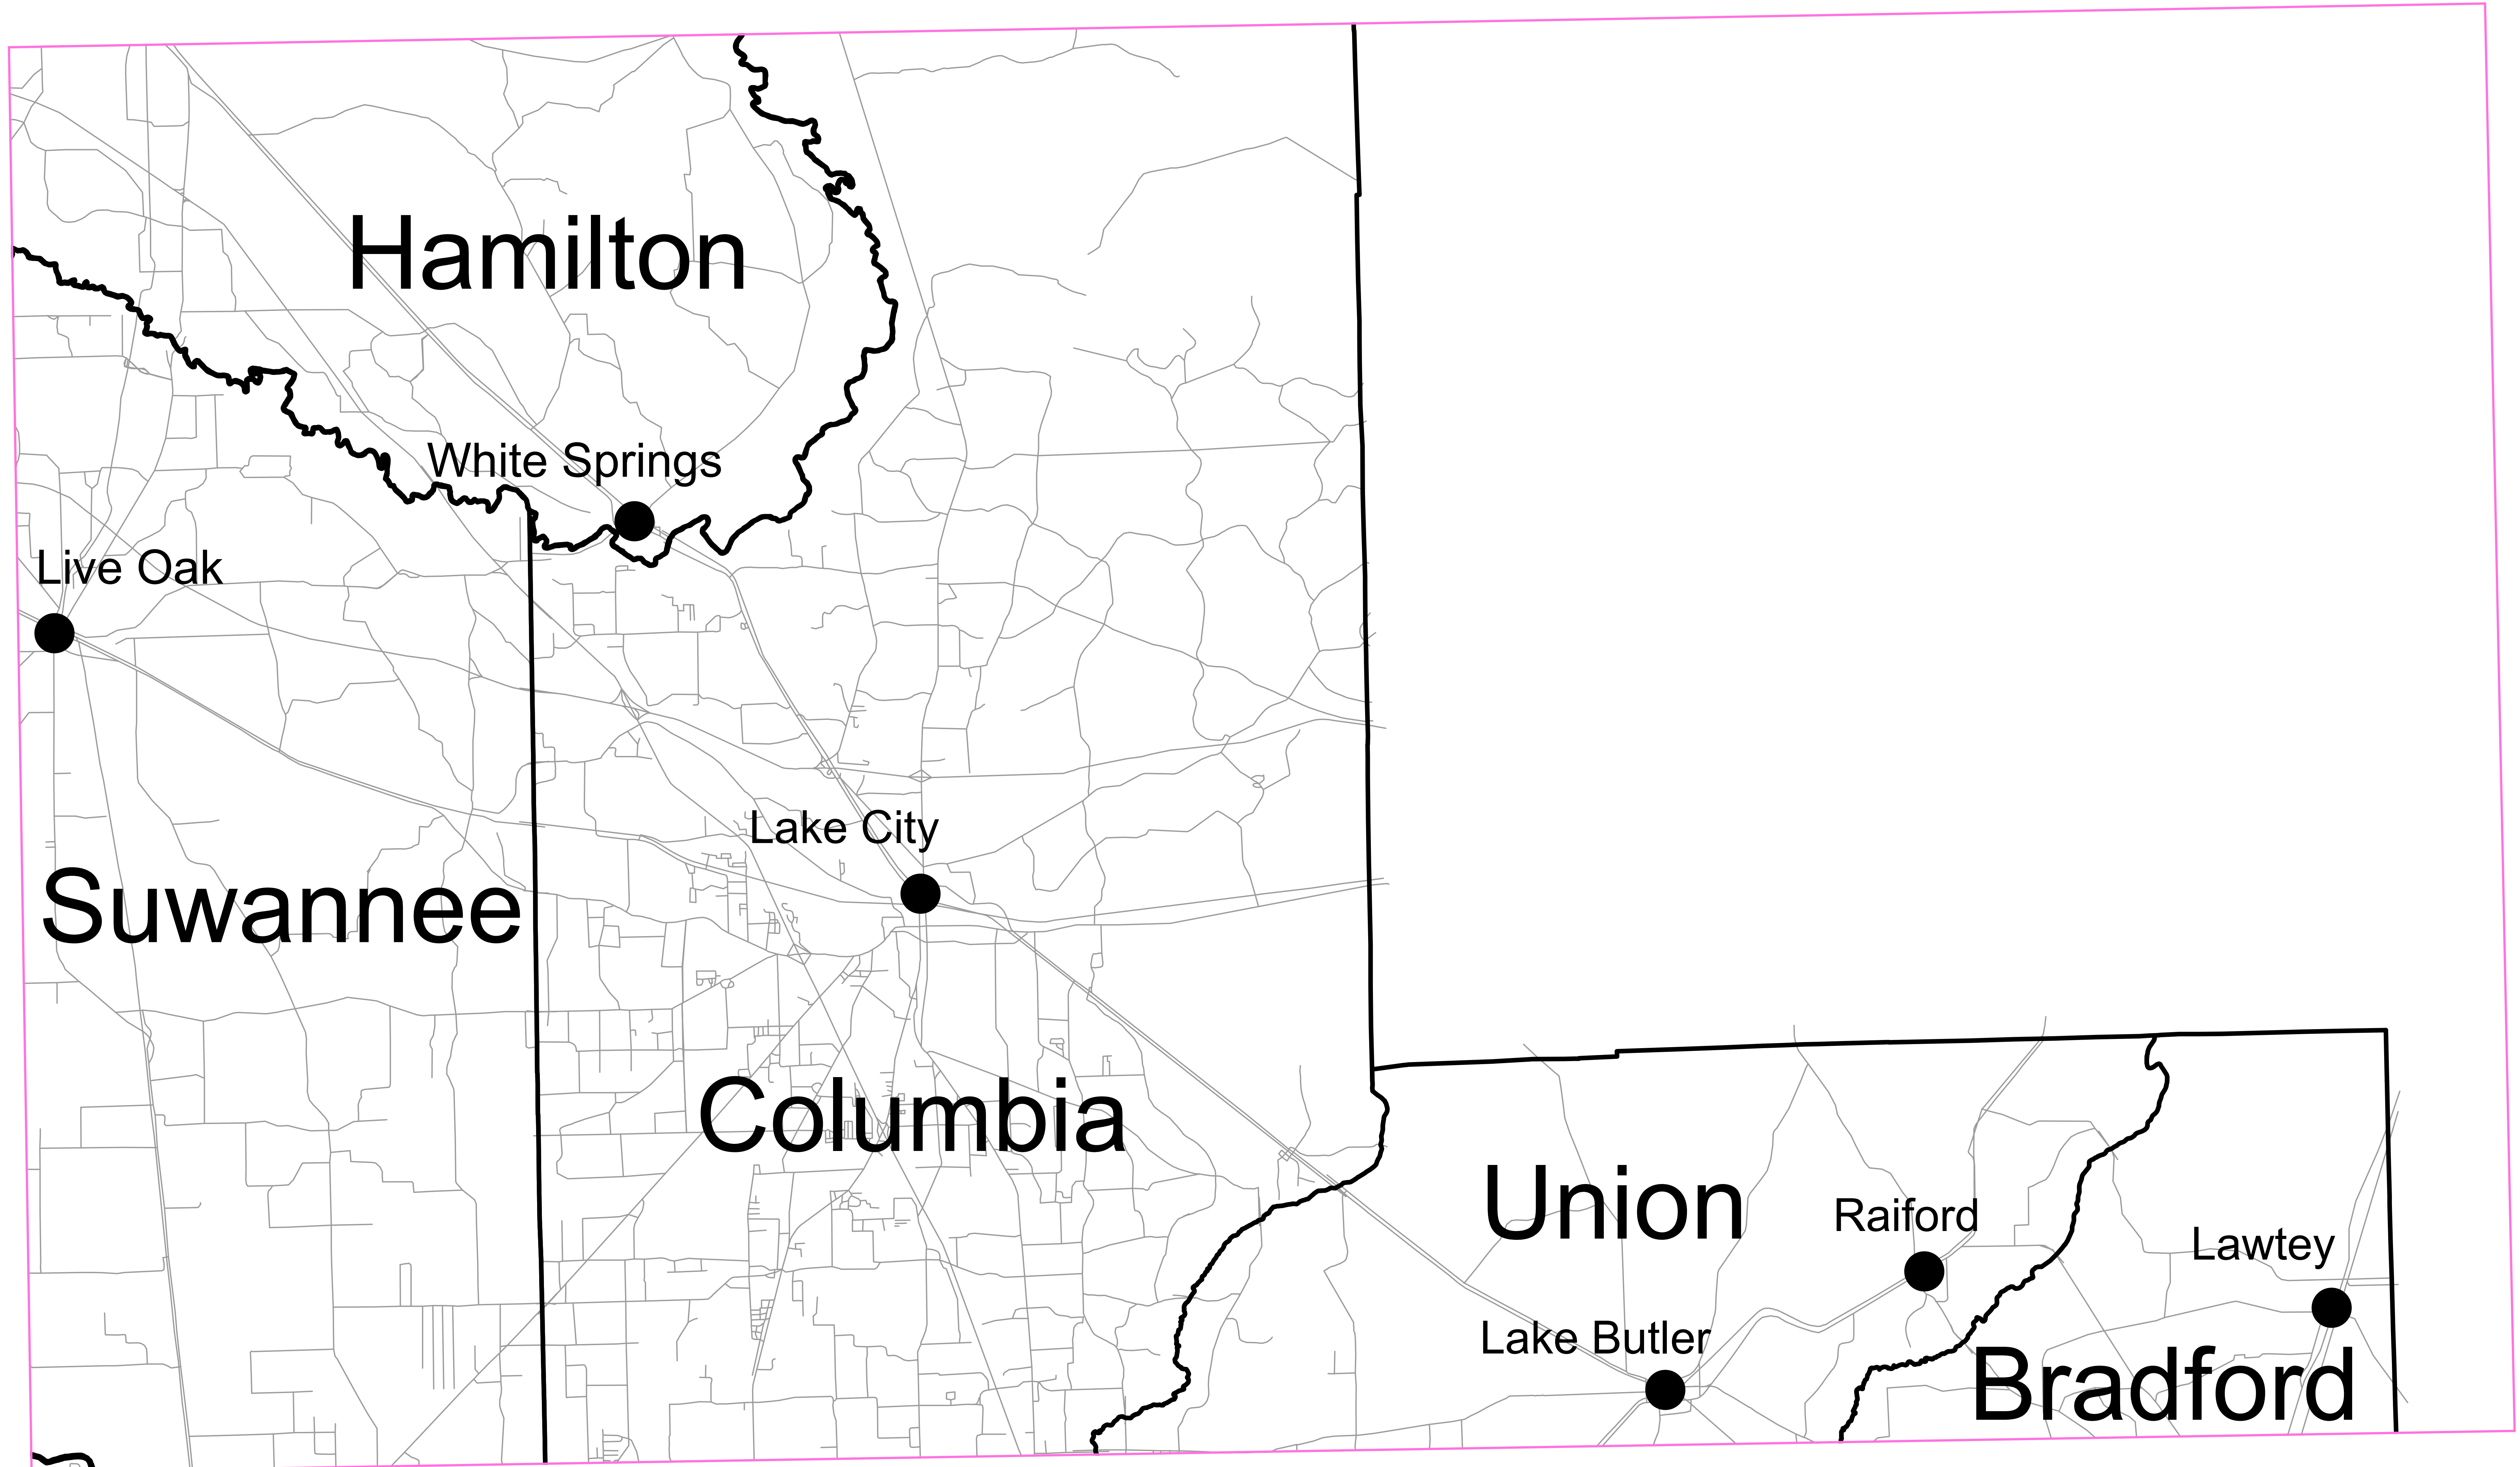 Hamilton
White Springs
Live Oak
Lake City
Suwannee
Columbia
Union
Raiford
Lawtey
Lake Butler
Bradford